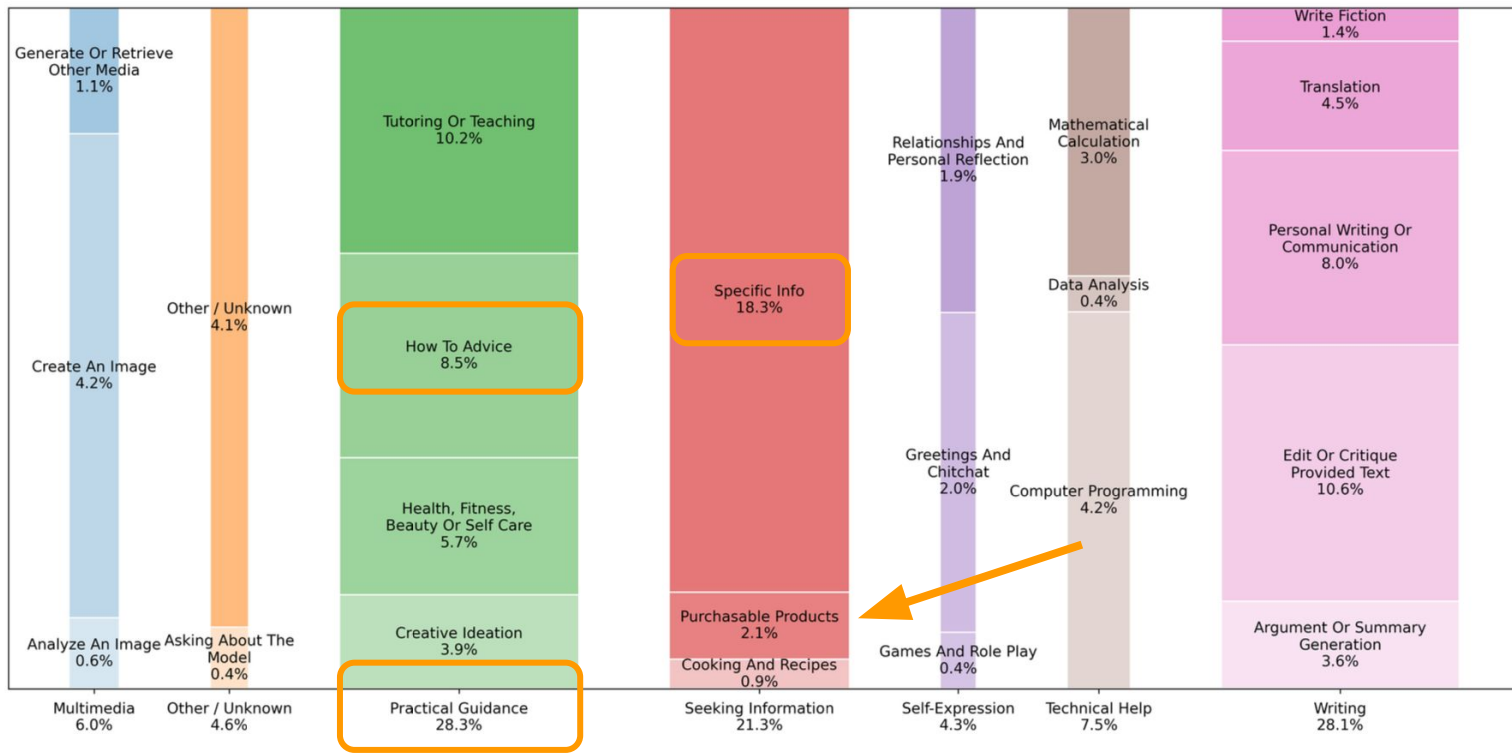 Generate Or Retrieve
Other Media
1.1%
Create An Image
4.2%
Analyze An Image
0.6%
Multimedia
6.0%
Other / Unknown
4.1%
Asking About The
Model
0.4%
Other / Unknown
4.6%
Tutoring Or Teaching
10.2%
How To Advice
8.5%
Health, Fitness,
Beauty Or Self Care
5.7%
Creative Ideation
3.9%
Practical Guidance
28.3%
Specific Info
18.3%
Purchasable Products
2.1%
Cooking And Recipes
0.9%
Seeking Information
21.3%
Relationships And
Personal Reflection
1.9%
Greetings And
Chitchat
2.0%
Games And Role Play
0.4%
Self-Expression
4.3%
Mathematical
Calculation
3.0%
Data Analysis
0.4%
Computer Programming
4.2%
Technical Help
7.5%
Write Fiction
1.4%
Translation
4.5%
Personal Writing Or
Communication
8.0%
Edit Or Critique
Provided Text
10.6%
Argument Or Summary
Generation
3.6%
Writing
28.1%